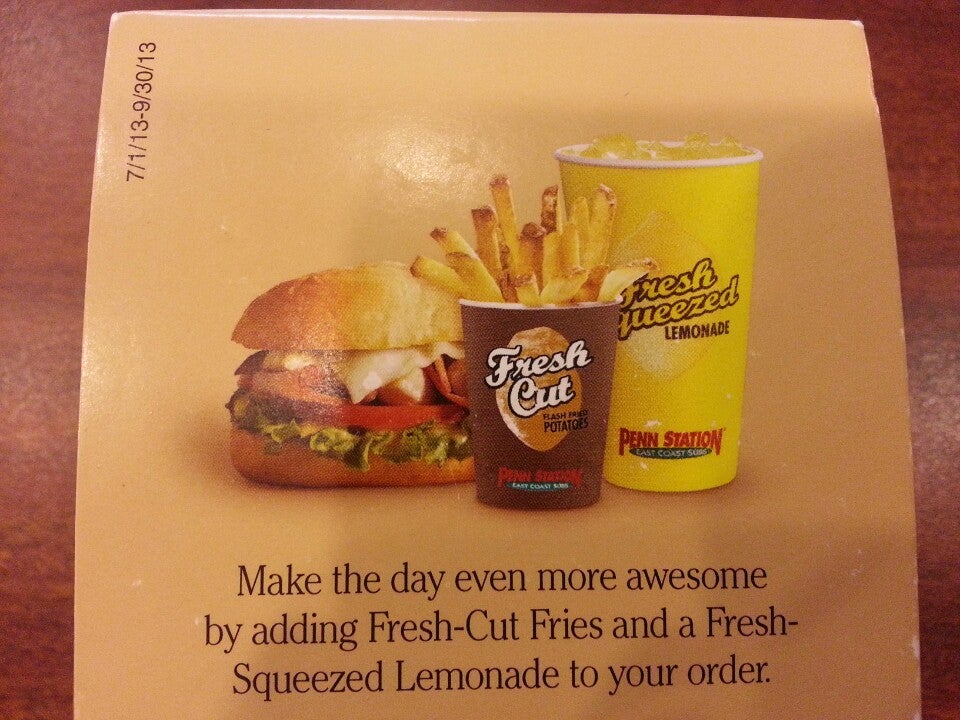 7/1/13-9/30/13
Fresh
Squeezed
LEMONADE
PENN STATION
EAST COAST SUBS
Fresh
Cut
FLASH FRIED
POTATOES
PENN STATION
EAST COAST SUBS
Make the day even more awesome
by adding Fresh-Cut Fries and a Fresh-
Squeezed Lemonade to your order.